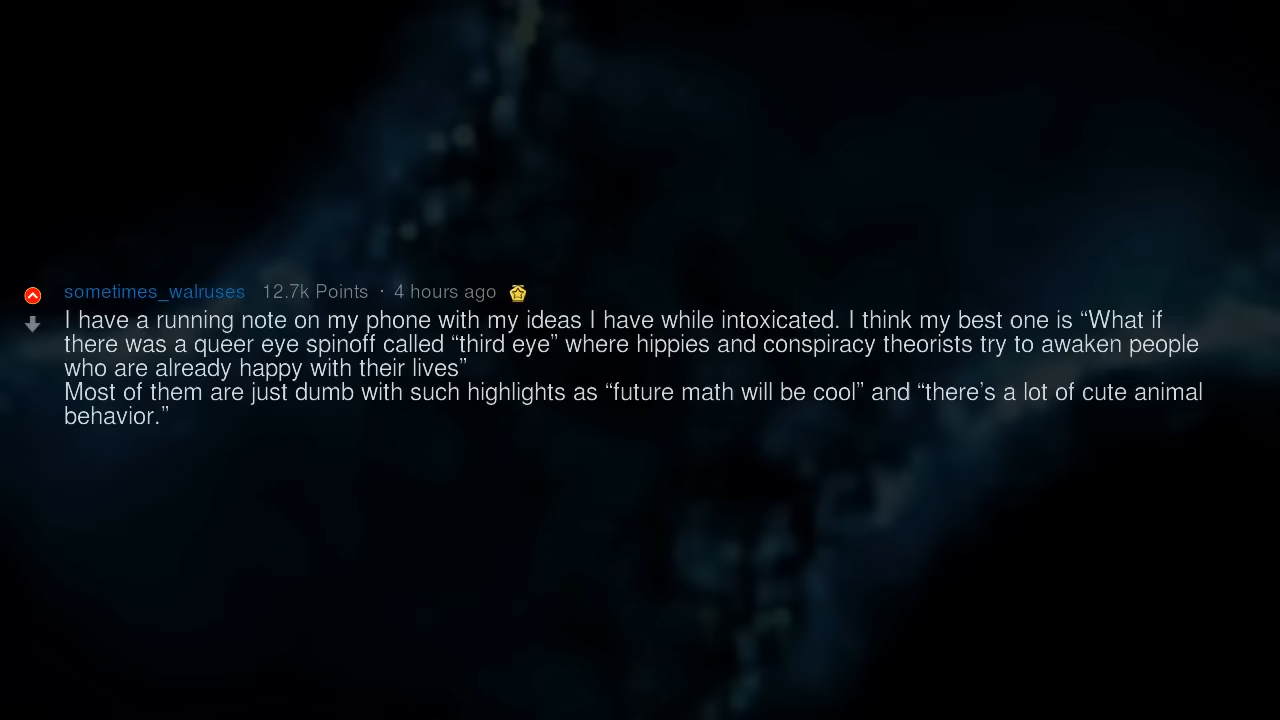 sometimes_walruses 12.7k Points · 4 hours ago
I have a running note on my phone with my ideas I have while intoxicated. I think my best one is “What if
there was a queer eye spinoff called “third eye” where hippies and conspiracy theorists try to awaken people
who are already happy with their lives”
Most of them are just dumb with such highlights as “future math will be cool” and “there’s a lot of cute animal
behavior.”